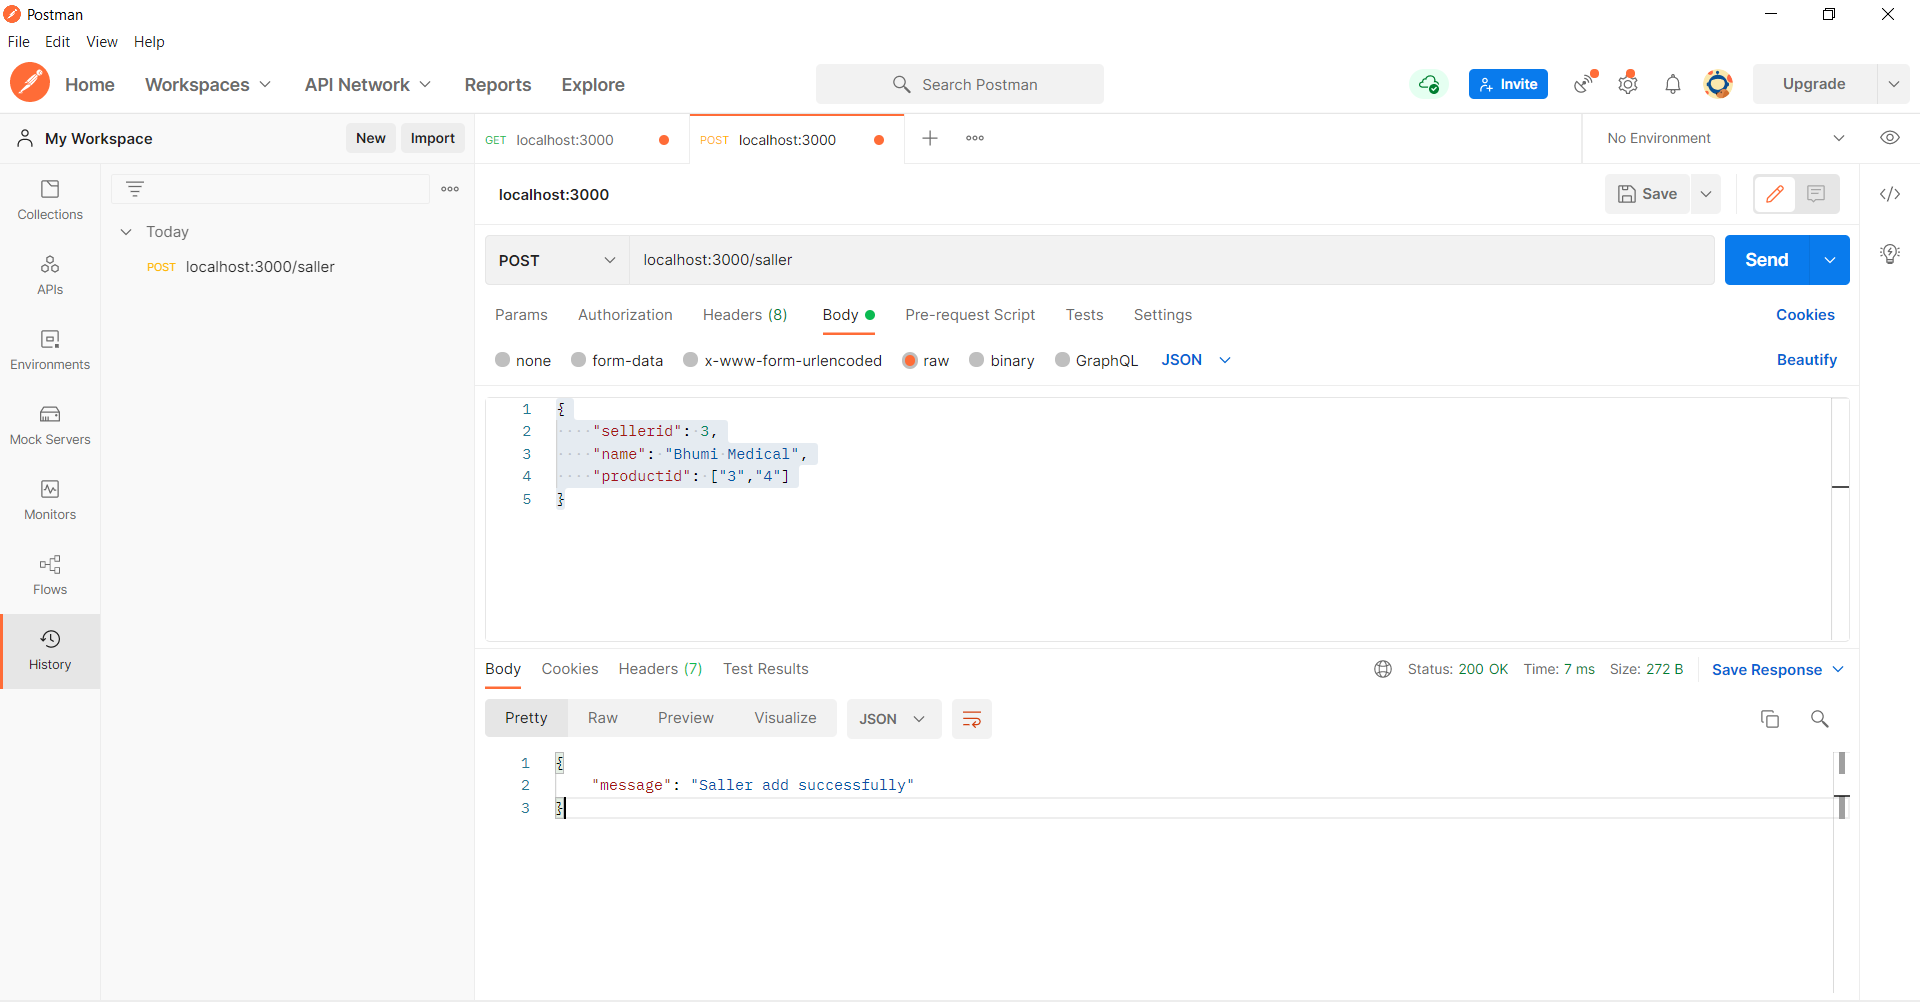 Postman
File Edit View Help
Home Workspaces API Network Reports Explore Search Postman Invite Upgrade
My Workspace New Import GET localhost:3000 POST localhost:3000 No Environment
Collections
APIs
Environments
Mock Servers
Monitors
Flows
History
Today
POST localhost:3000/saller
localhost:3000 Save
POST localhost:3000/saller Send
Params Authorization Headers (8) Body Pre-request Script Tests Settings Cookies
none form-data x-www-form-urlencoded raw binary GraphQL JSON Beautify
1 {
2 ····"sellerid":·3,
3 ····"name":·"Bhumi·Medical",
4 ····"productid":·["3","4"]
5 }
Body Cookies Headers (7) Test Results Status: 200 OK Time: 7 ms Size: 272 B Save Response
Pretty Raw Preview Visualize JSON
1 {
2 "message": "Saller add successfully"
3 }